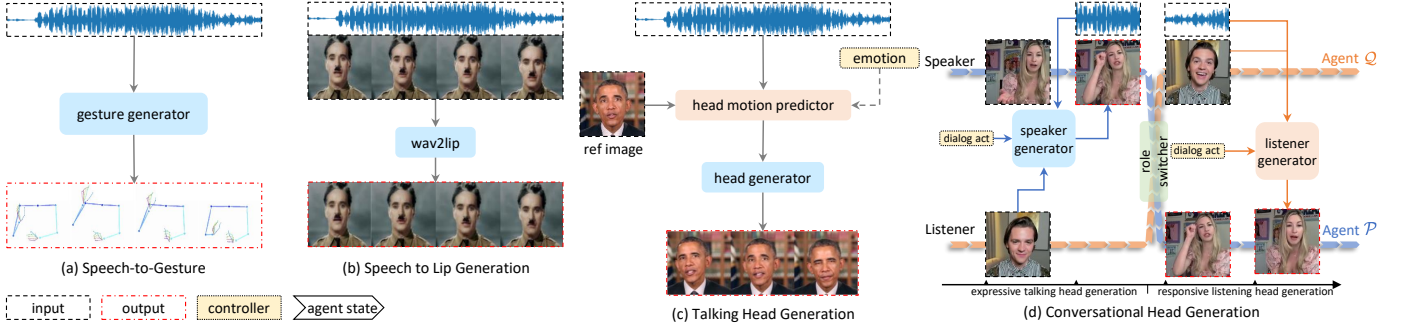 gesture generator
(a) Speech-to-Gesture
wav2lip
(b) Speech to Lip Generation
emotion
head motion predictor
ref image
head generator
(c) Talking Head Generation
Speaker
Agent Q
dialog act
speaker
generator
role
switcher
dialog act
listener
generator
Listener
Agent P
expressive talking head generation
responsive listening head generation
(d) Conversational Head Generation
input
output
controller
agent state